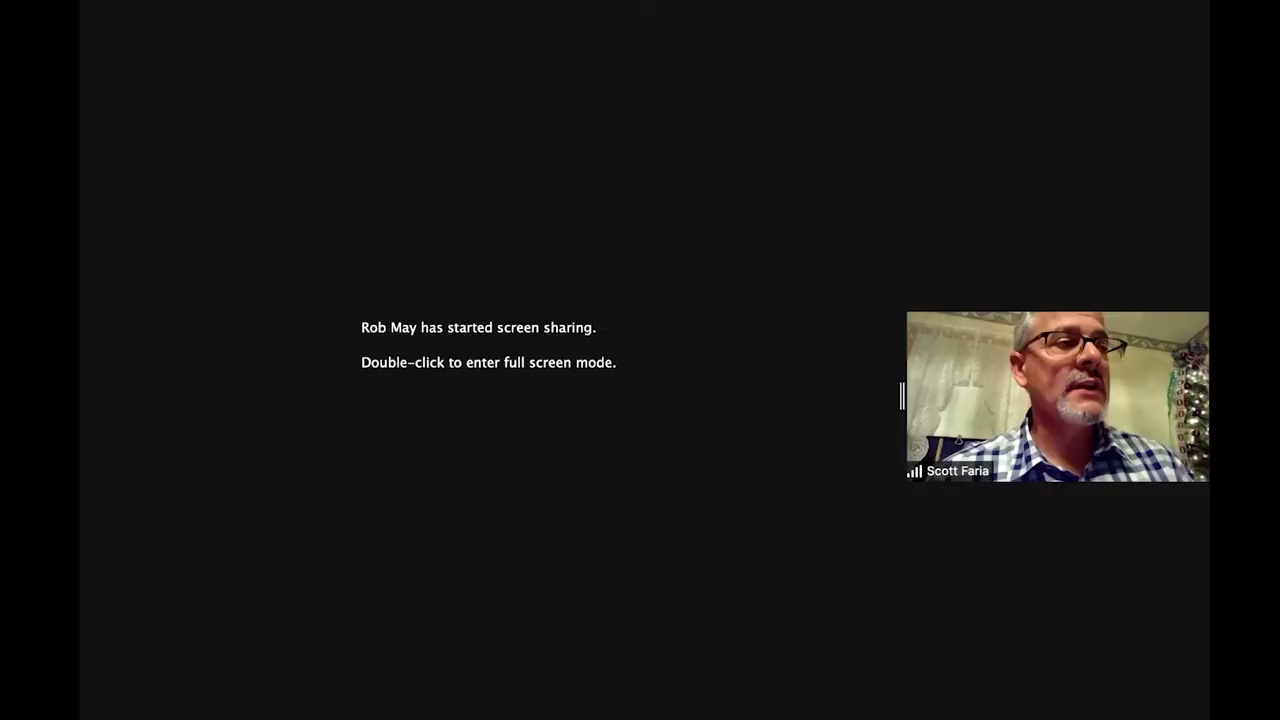 Rob May has started screen sharing.
Double-click to enter full screen mode.
Scott Faria